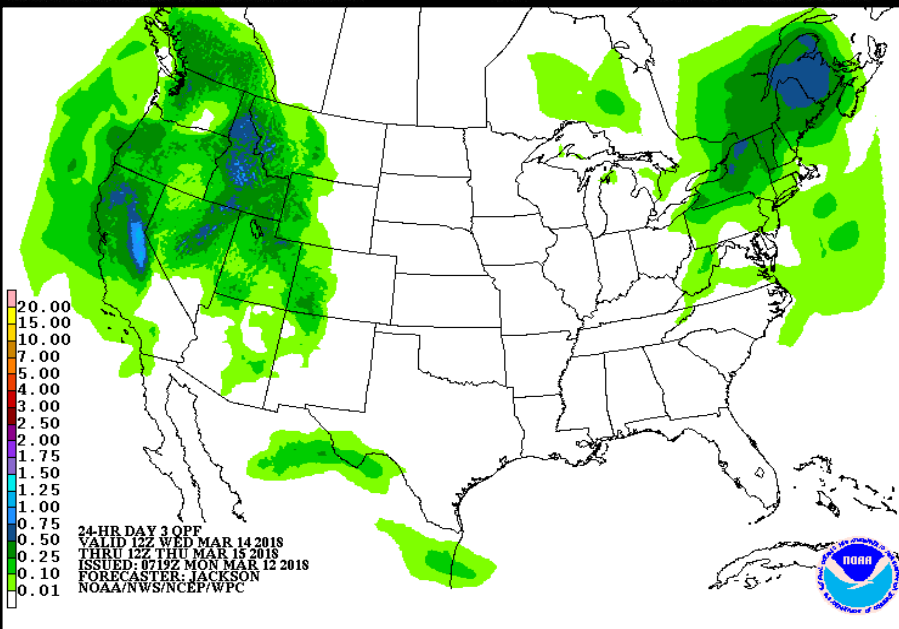 20.00
15.00
10.00
7.00
5.00
4.00
3.00
2.50
2.00
1.75
1.50
1.25
1.00
0.75
0.50
0.25
0.10
0.01
24-HR DAY 3 QPF
VALID 12Z WED MAR 14 2018
THRU 12Z THU MAR 15 2018
ISSUED: 0719Z MON MAR 12 2018
FORECASTER: JACKSON
NOAA/NWS/NCEP/WPC
NOAA